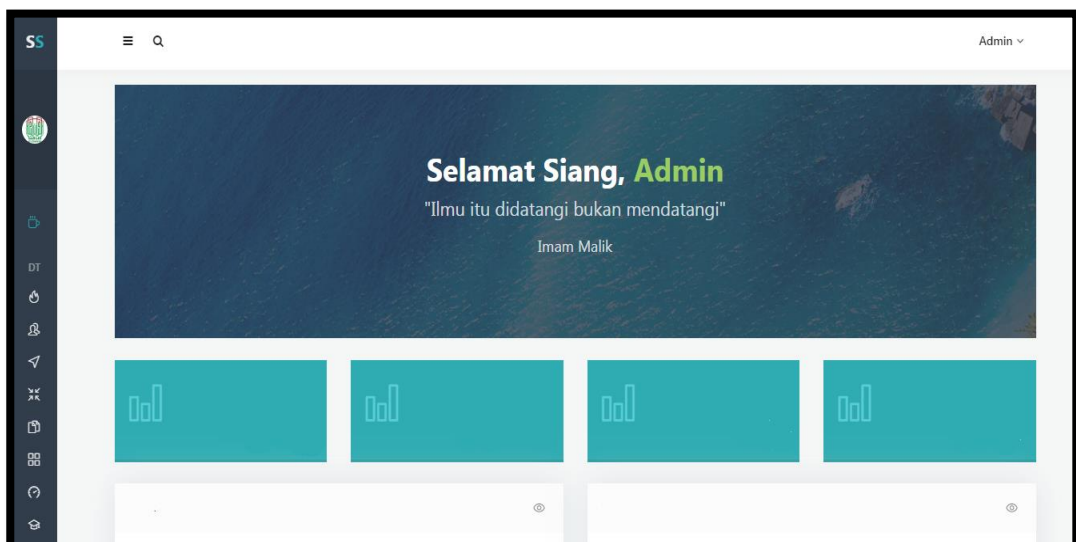 SS
Admin
Selamat Siang, Admin
"Ilmu itu didatangi bukan mendatangi"
Imam Malik
DT